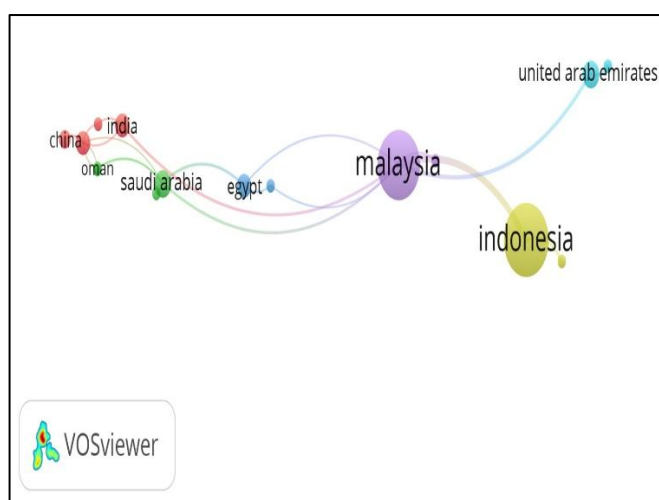 united arab emirates
india
china
malaysia
oman
saudi arabia
egypt
indonesia
VOSviewer